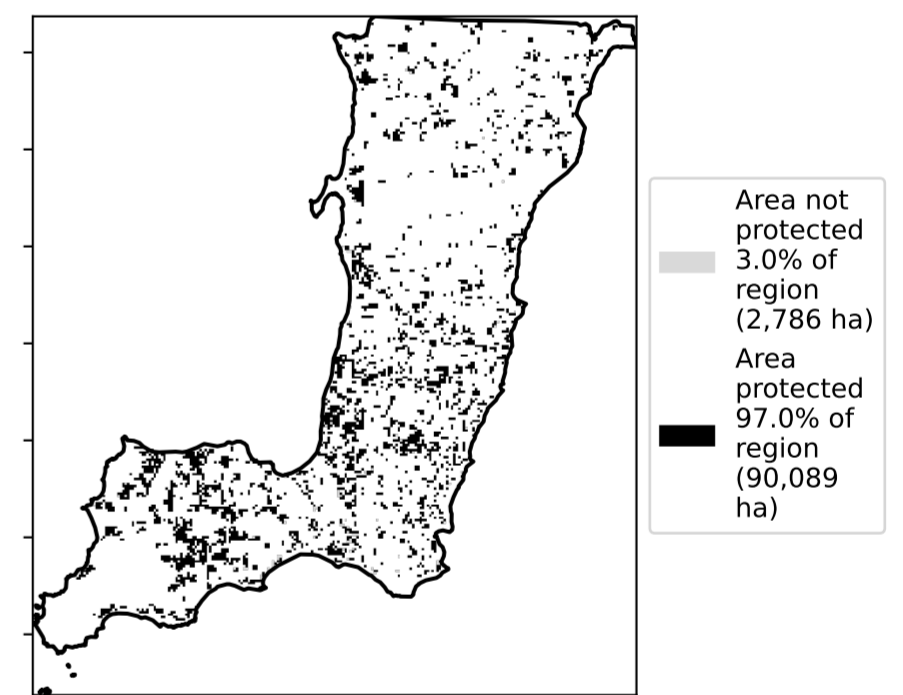 Area not
protected
3.0% of
region
(2,786 ha)
Area
protected
97.0% of
region
(90,089
ha)